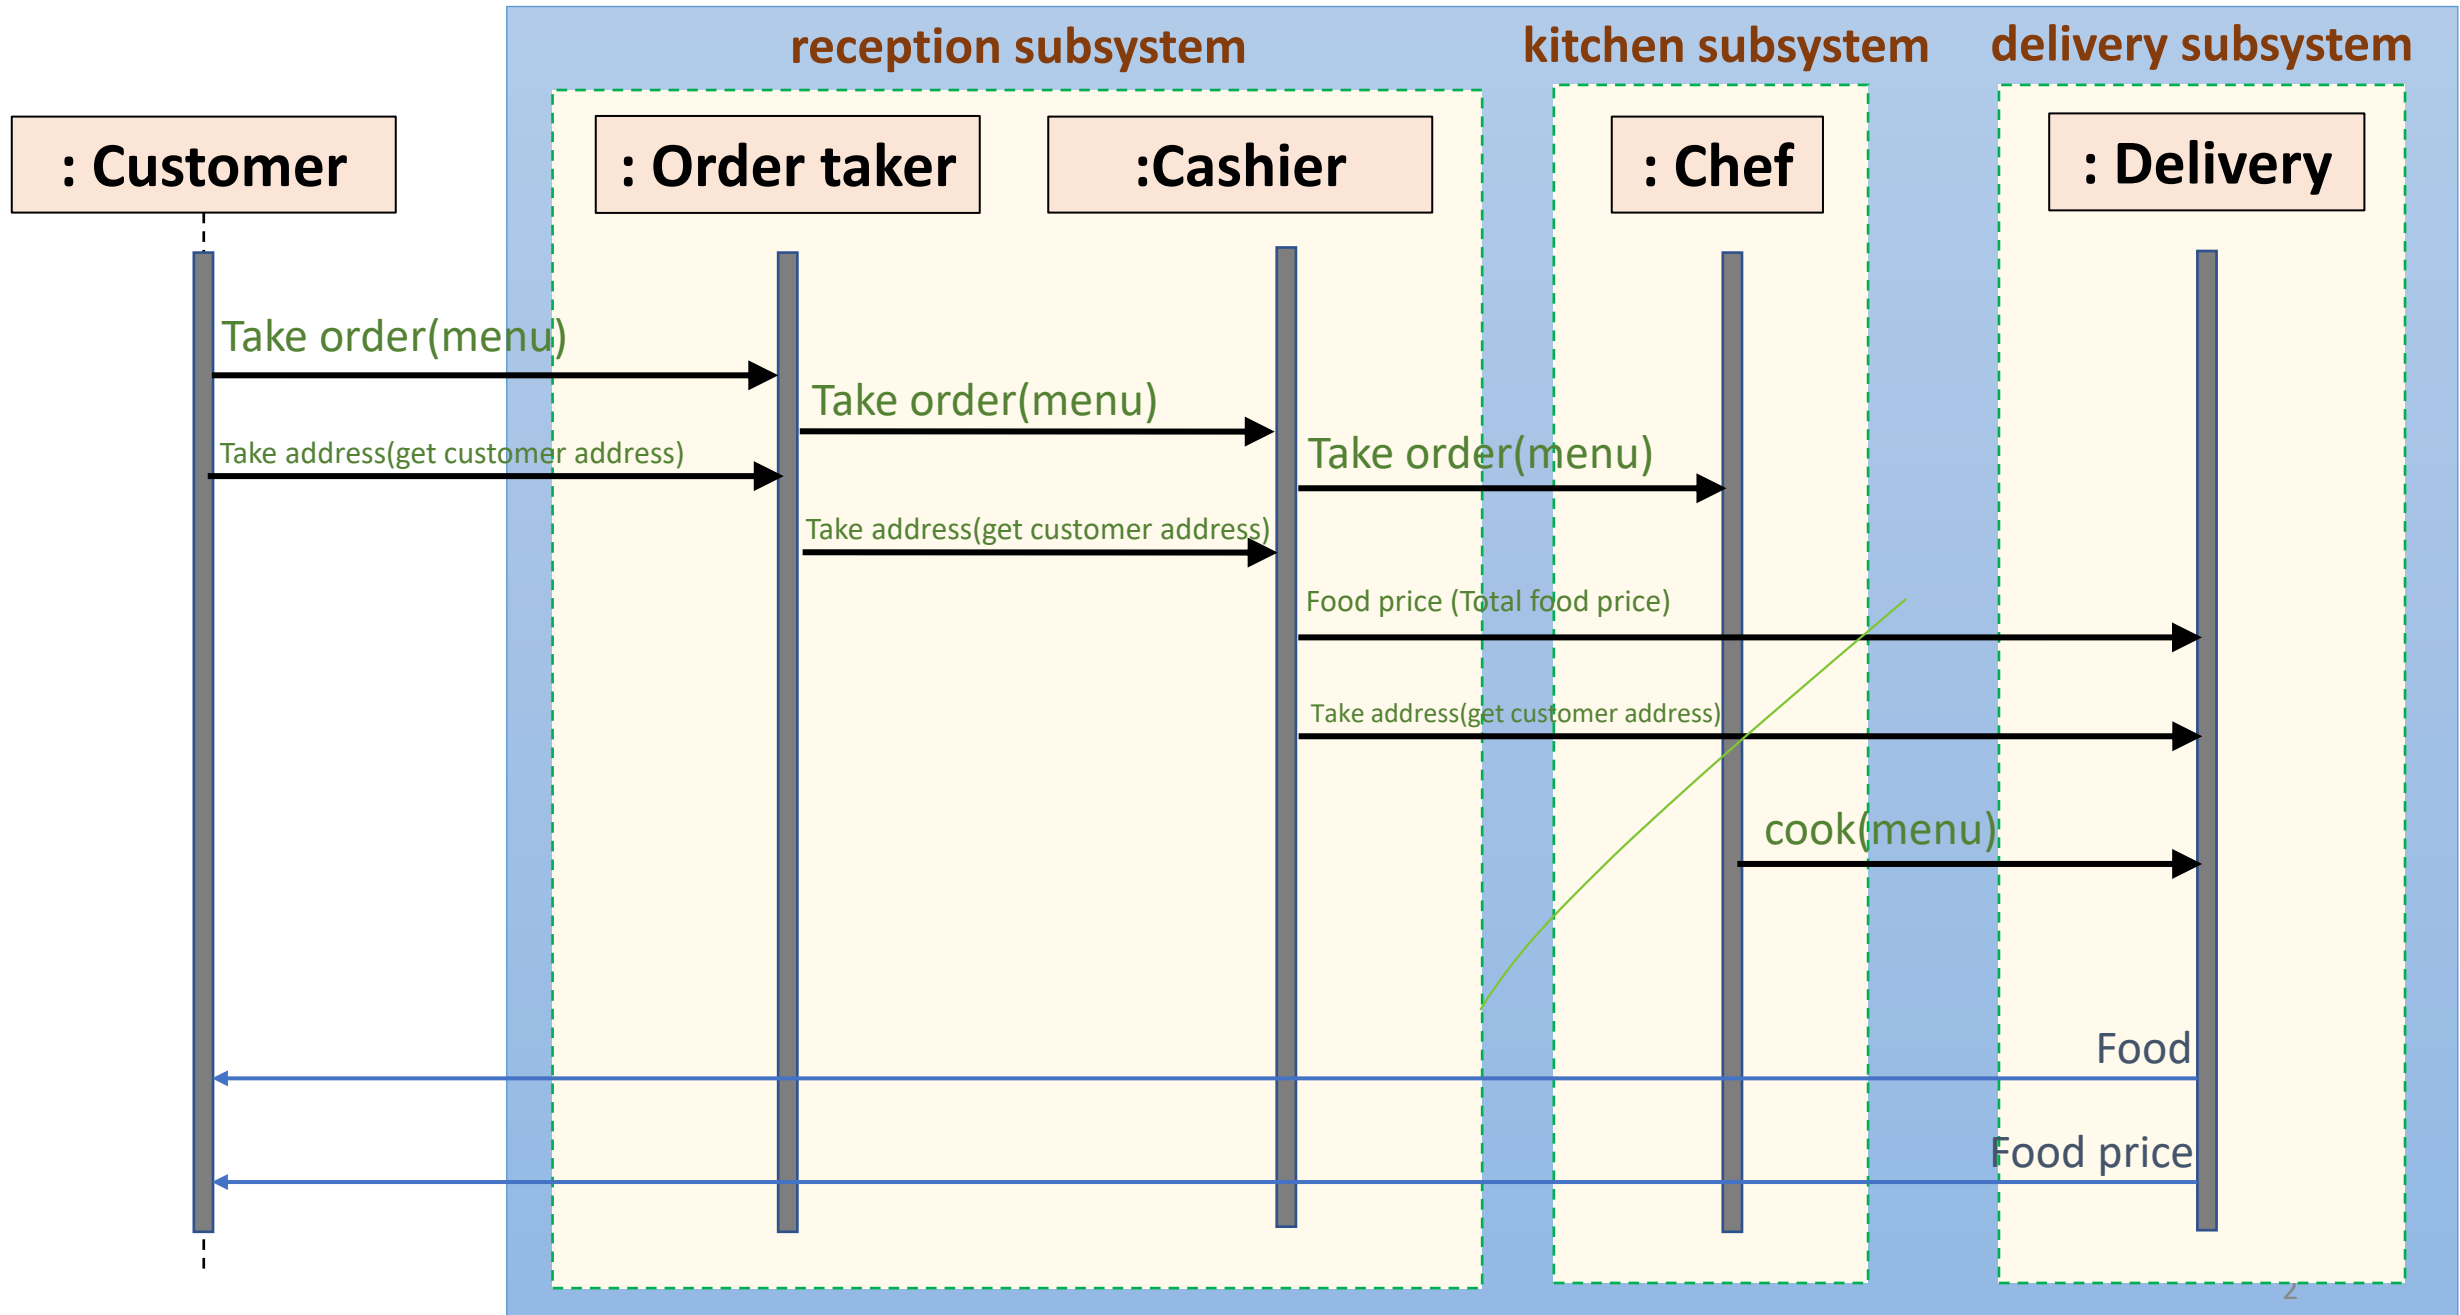 reception subsystem
kitchen subsystem
delivery subsystem
: Customer
: Order taker
:Cashier
: Chef
: Delivery
Take order(menu)
Take order(menu)
Take address(get customer address)
Take order(menu)
Take address(get customer address)
Food price (Total food price)
Take address(get customer address)
cook(menu)
Food
Food price
2